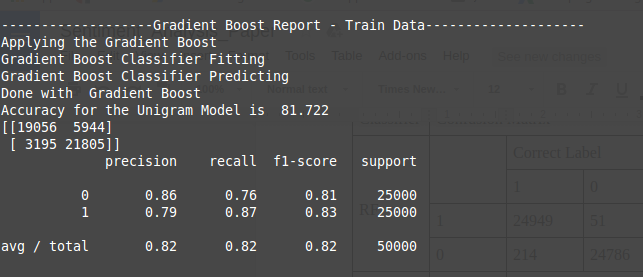 -------------------Gradient Boost Report - Train Data--------------------
Applying the Gradient Boost
Gradient Boost Classifier Fitting
Gradient Boost Classifier Predicting
Done with  Gradient Boost
Accuracy for the Unigram Model is  81.722
[[19056  5944]
 [ 3195 21805]]
             precision    recall  f1-score   support

          0       0.86      0.76      0.81     25000
          1       0.79      0.87      0.83     25000

avg / total       0.82      0.82      0.82     50000
Tools Table Add-ons Help
Normal text Times New... 12 B I U
Correct Label
1 0
1 24949 51
0 214 24786